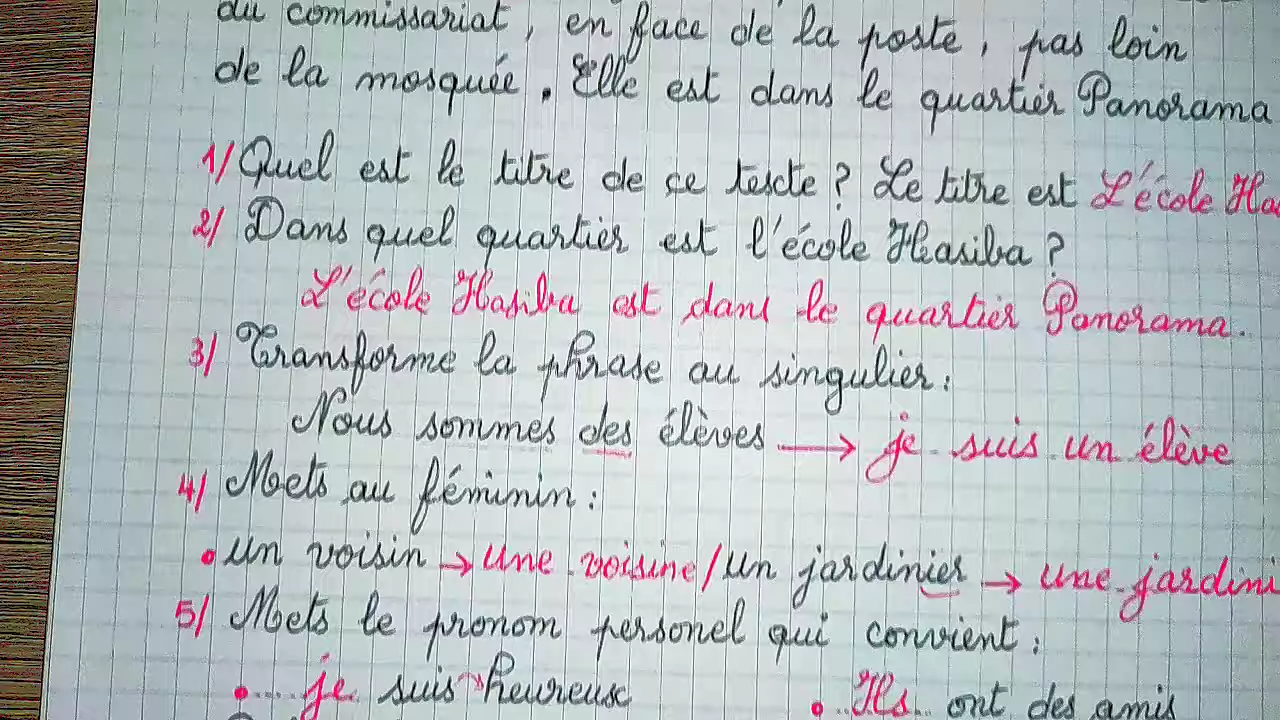 du commissariat, en face de la poste, pas loin
de la mosquée. Elle est dans le quartier Panorama
1/ Quel est le titre de ce texte ? Le titre est L'école
2/ Dans quel quartier est l'école Hasiba ?
L'école Hasiba est dans le quartier Panorama.
3/ Transforme la phrase au singulier :
Nous sommes des élèves → je suis un élève
4/ Mets au féminin :
• un voisin → une voisine / un jardinier → une
5/ Mets le pronom personel qui convient :
• .... je suis heureux • .. Ils .. ont des amis